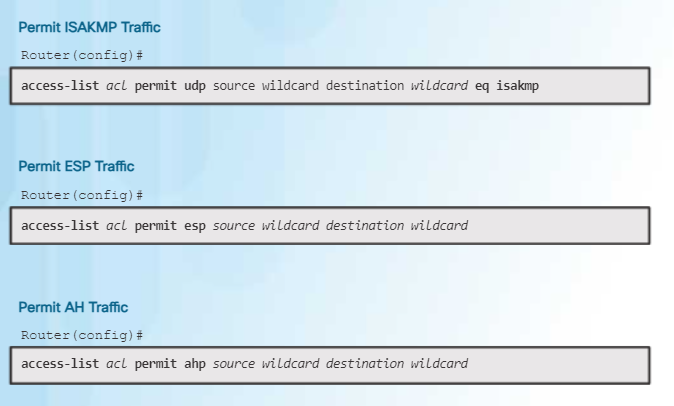 Permit ISAKMP Traffic
Router(config)#
access-list acl permit udp source wildcard destination wildcard eq isakmp
Permit ESP Traffic
Router(config)#
access-list acl permit esp source wildcard destination wildcard
Permit AH Traffic
Router(config)#
access-list acl permit ahp source wildcard destination wildcard